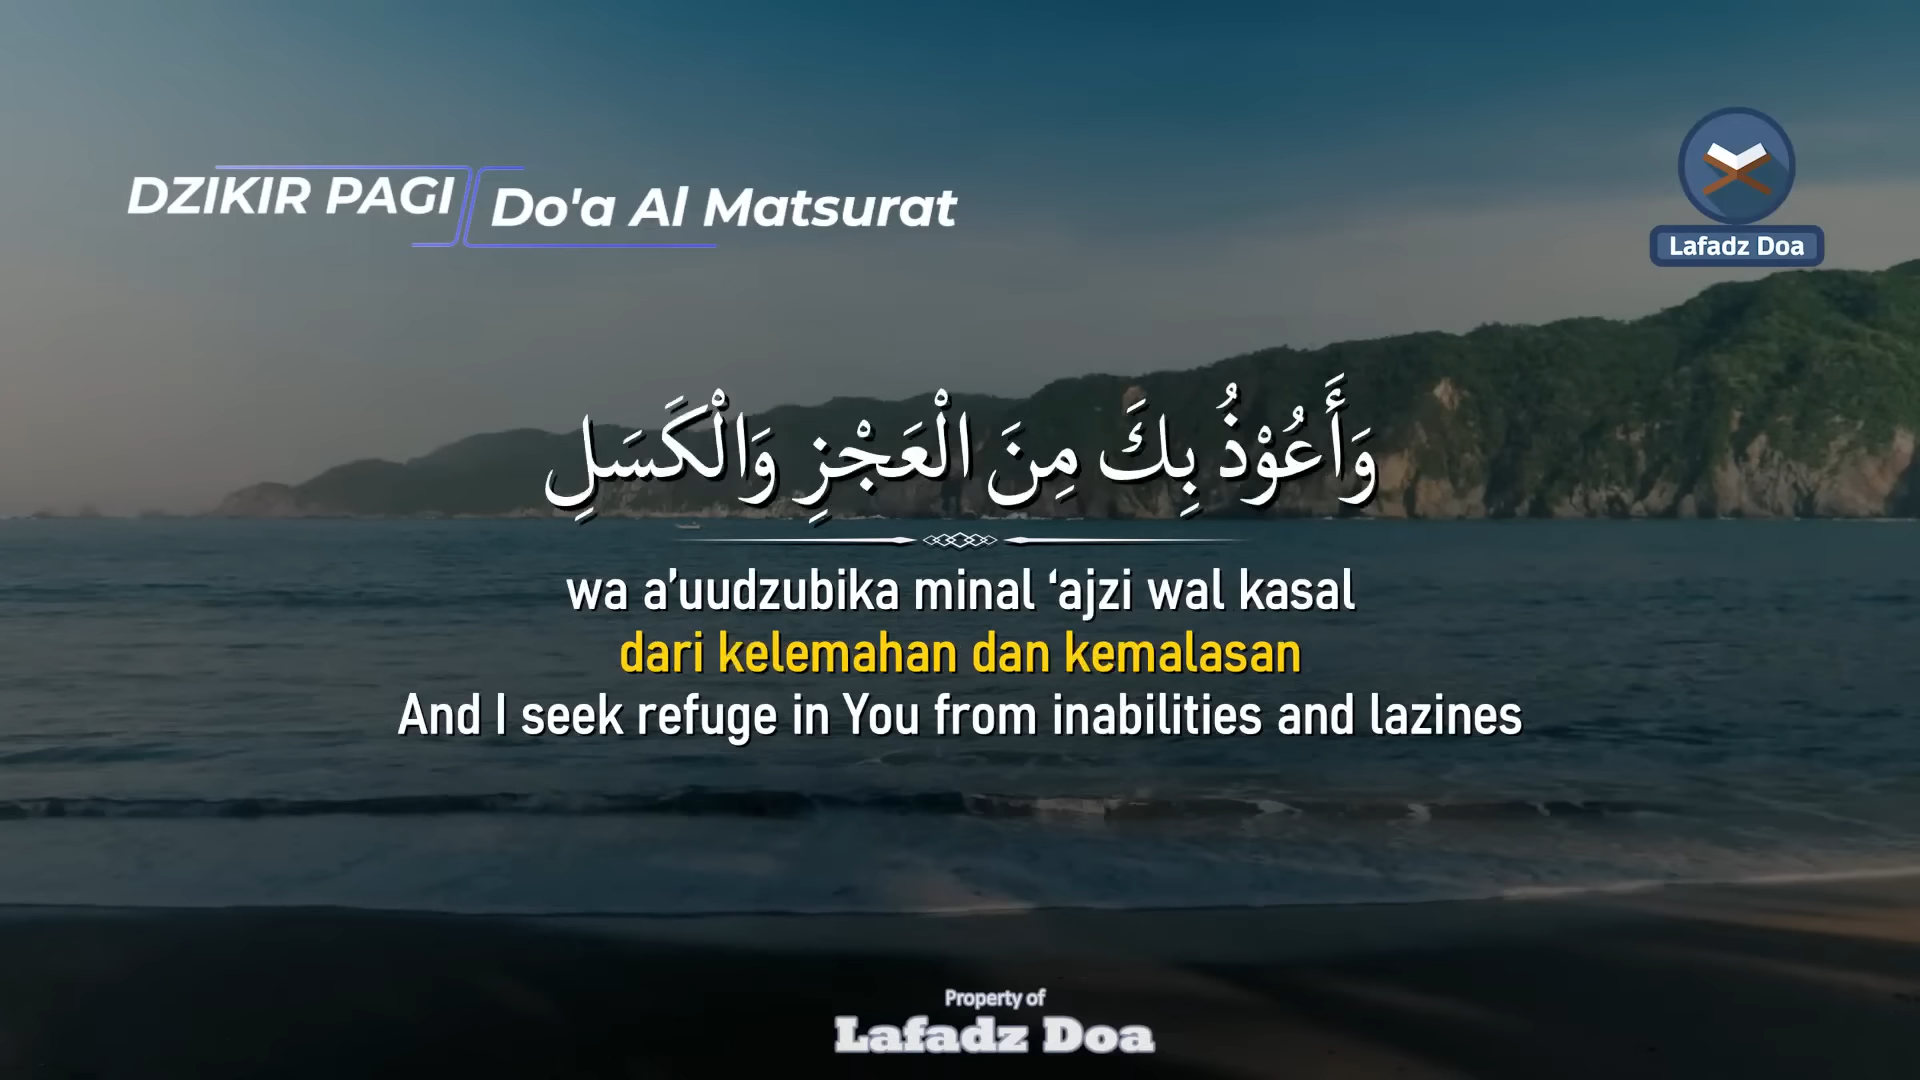 DZIKIR PAGI
Do'a Al Matsurat
Lafadz Doa
وَأَعُوْذُ بِكَ مِنَ الْعَجْزِ وَالْكَسَلِ
wa a’uudzubika minal ‘ajzi wal kasal
dari kelemahan dan kemalasan
And I seek refuge in You from inabilities and lazines
Property of
Lafadz Doa